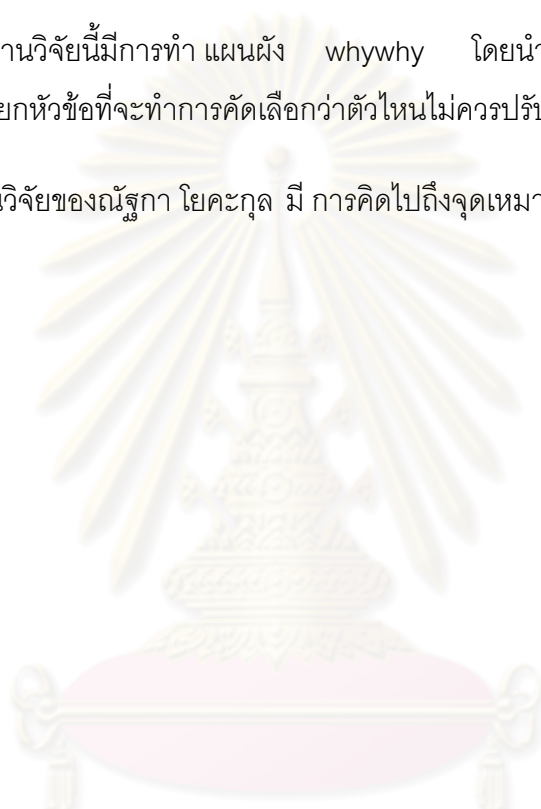 านวิจัยนี้มีการทำ แผนผัง whywhy โดยนำ
ยกหัวข้อที่จะทำการคัดเลือกว่าตัวไหนไม่ควรปรับ
นวิจัยของณัฐกา โยคะกุล มี การคิดไปถึงจุดเหมา